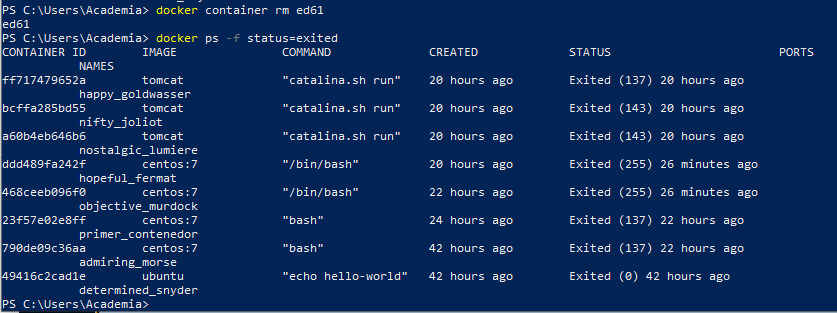 PS C:\Users\Academia> docker container rm ed61
ed61
PS C:\Users\Academia> docker ps -f status=exited
CONTAINER ID IMAGE COMMAND CREATED STATUS PORTS
NAMES
ff717479652a tomcat "catalina.sh run" 20 hours ago Exited (137) 20 hours ago
happy_goldwasser
bcffa285bd55 tomcat "catalina.sh run" 20 hours ago Exited (143) 20 hours ago
nifty_joliot
a60b4eb646b6 tomcat "catalina.sh run" 20 hours ago Exited (143) 20 hours ago
nostalgic_lumiere
ddd489fa242f centos:7 "/bin/bash" 20 hours ago Exited (255) 26 minutes ago
hopeful_fermat
468ceeb096f0 centos:7 "/bin/bash" 22 hours ago Exited (255) 26 minutes ago
objective_murdock
23f57e02e8ff centos:7 "bash" 24 hours ago Exited (137) 22 hours ago
primer_contenedor
790de09c36aa centos:7 "bash" 42 hours ago Exited (137) 22 hours ago
admiring_morse
49416c2cad1e ubuntu "echo hello-world" 42 hours ago Exited (0) 42 hours ago
determined_snyder
PS C:\Users\Academia>